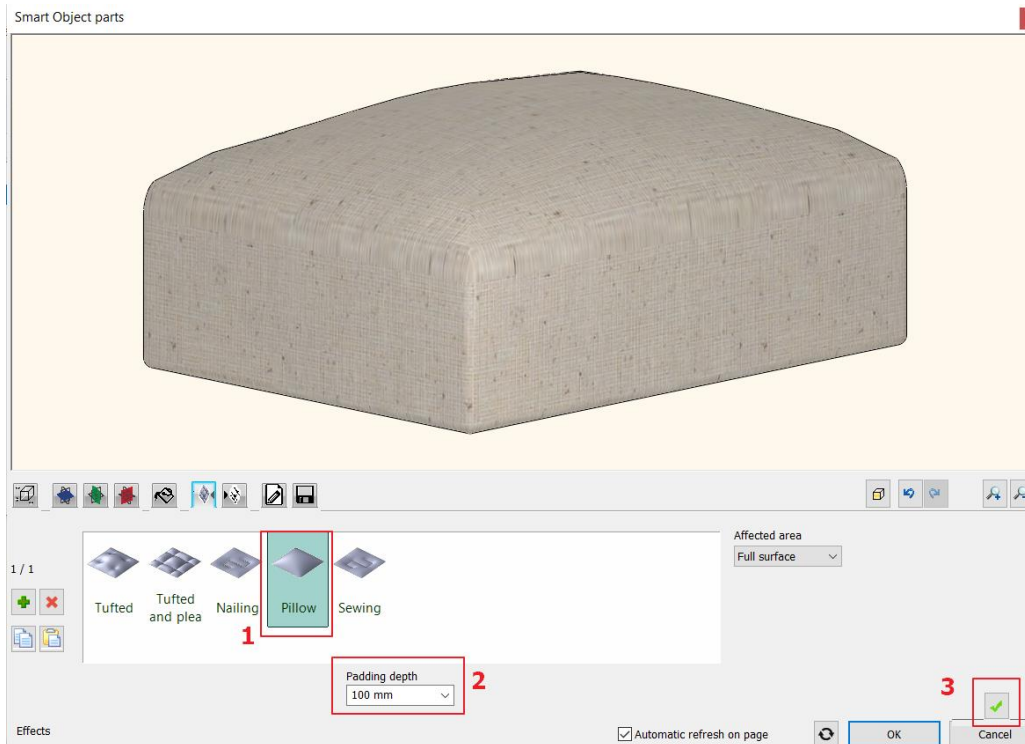 Smart Object parts
Affected area
Full surface
1 / 1
Tufted
Tufted
and plea
Nailing
Pillow
Sewing
1
Padding depth
100 mm
2
3
Effects
Automatic refresh on page
OK
Cancel